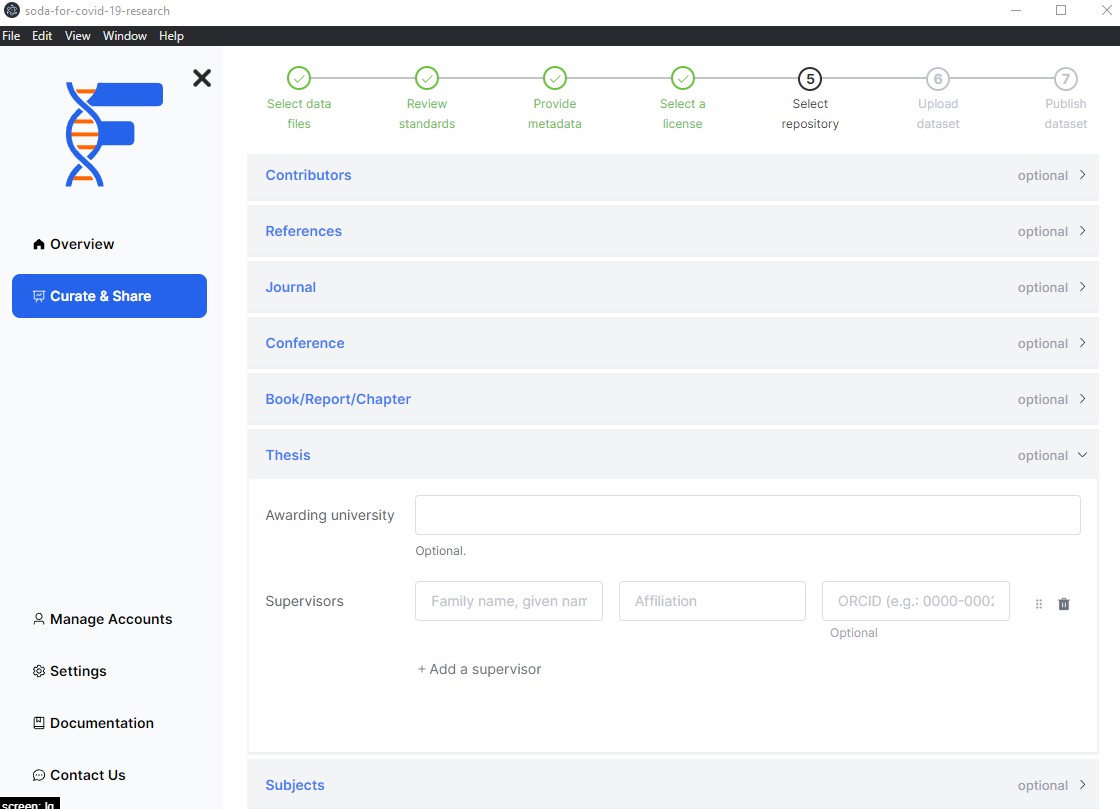 soda-for-covid-19-research
File Edit View Window Help
Select data files
Review standards
Provide metadata
Select a license
5
Select repository
6
Upload dataset
7
Publish dataset
Overview
Curate & Share
Manage Accounts
Settings
Documentation
Contact Us
screen: lg
Contributors optional
References optional
Journal optional
Conference optional
Book/Report/Chapter optional
Thesis optional
Awarding university
Optional.
Supervisors Family name, given nam Affiliation ORCID (e.g.: 0000-0002
Optional
+ Add a supervisor
Subjects optional